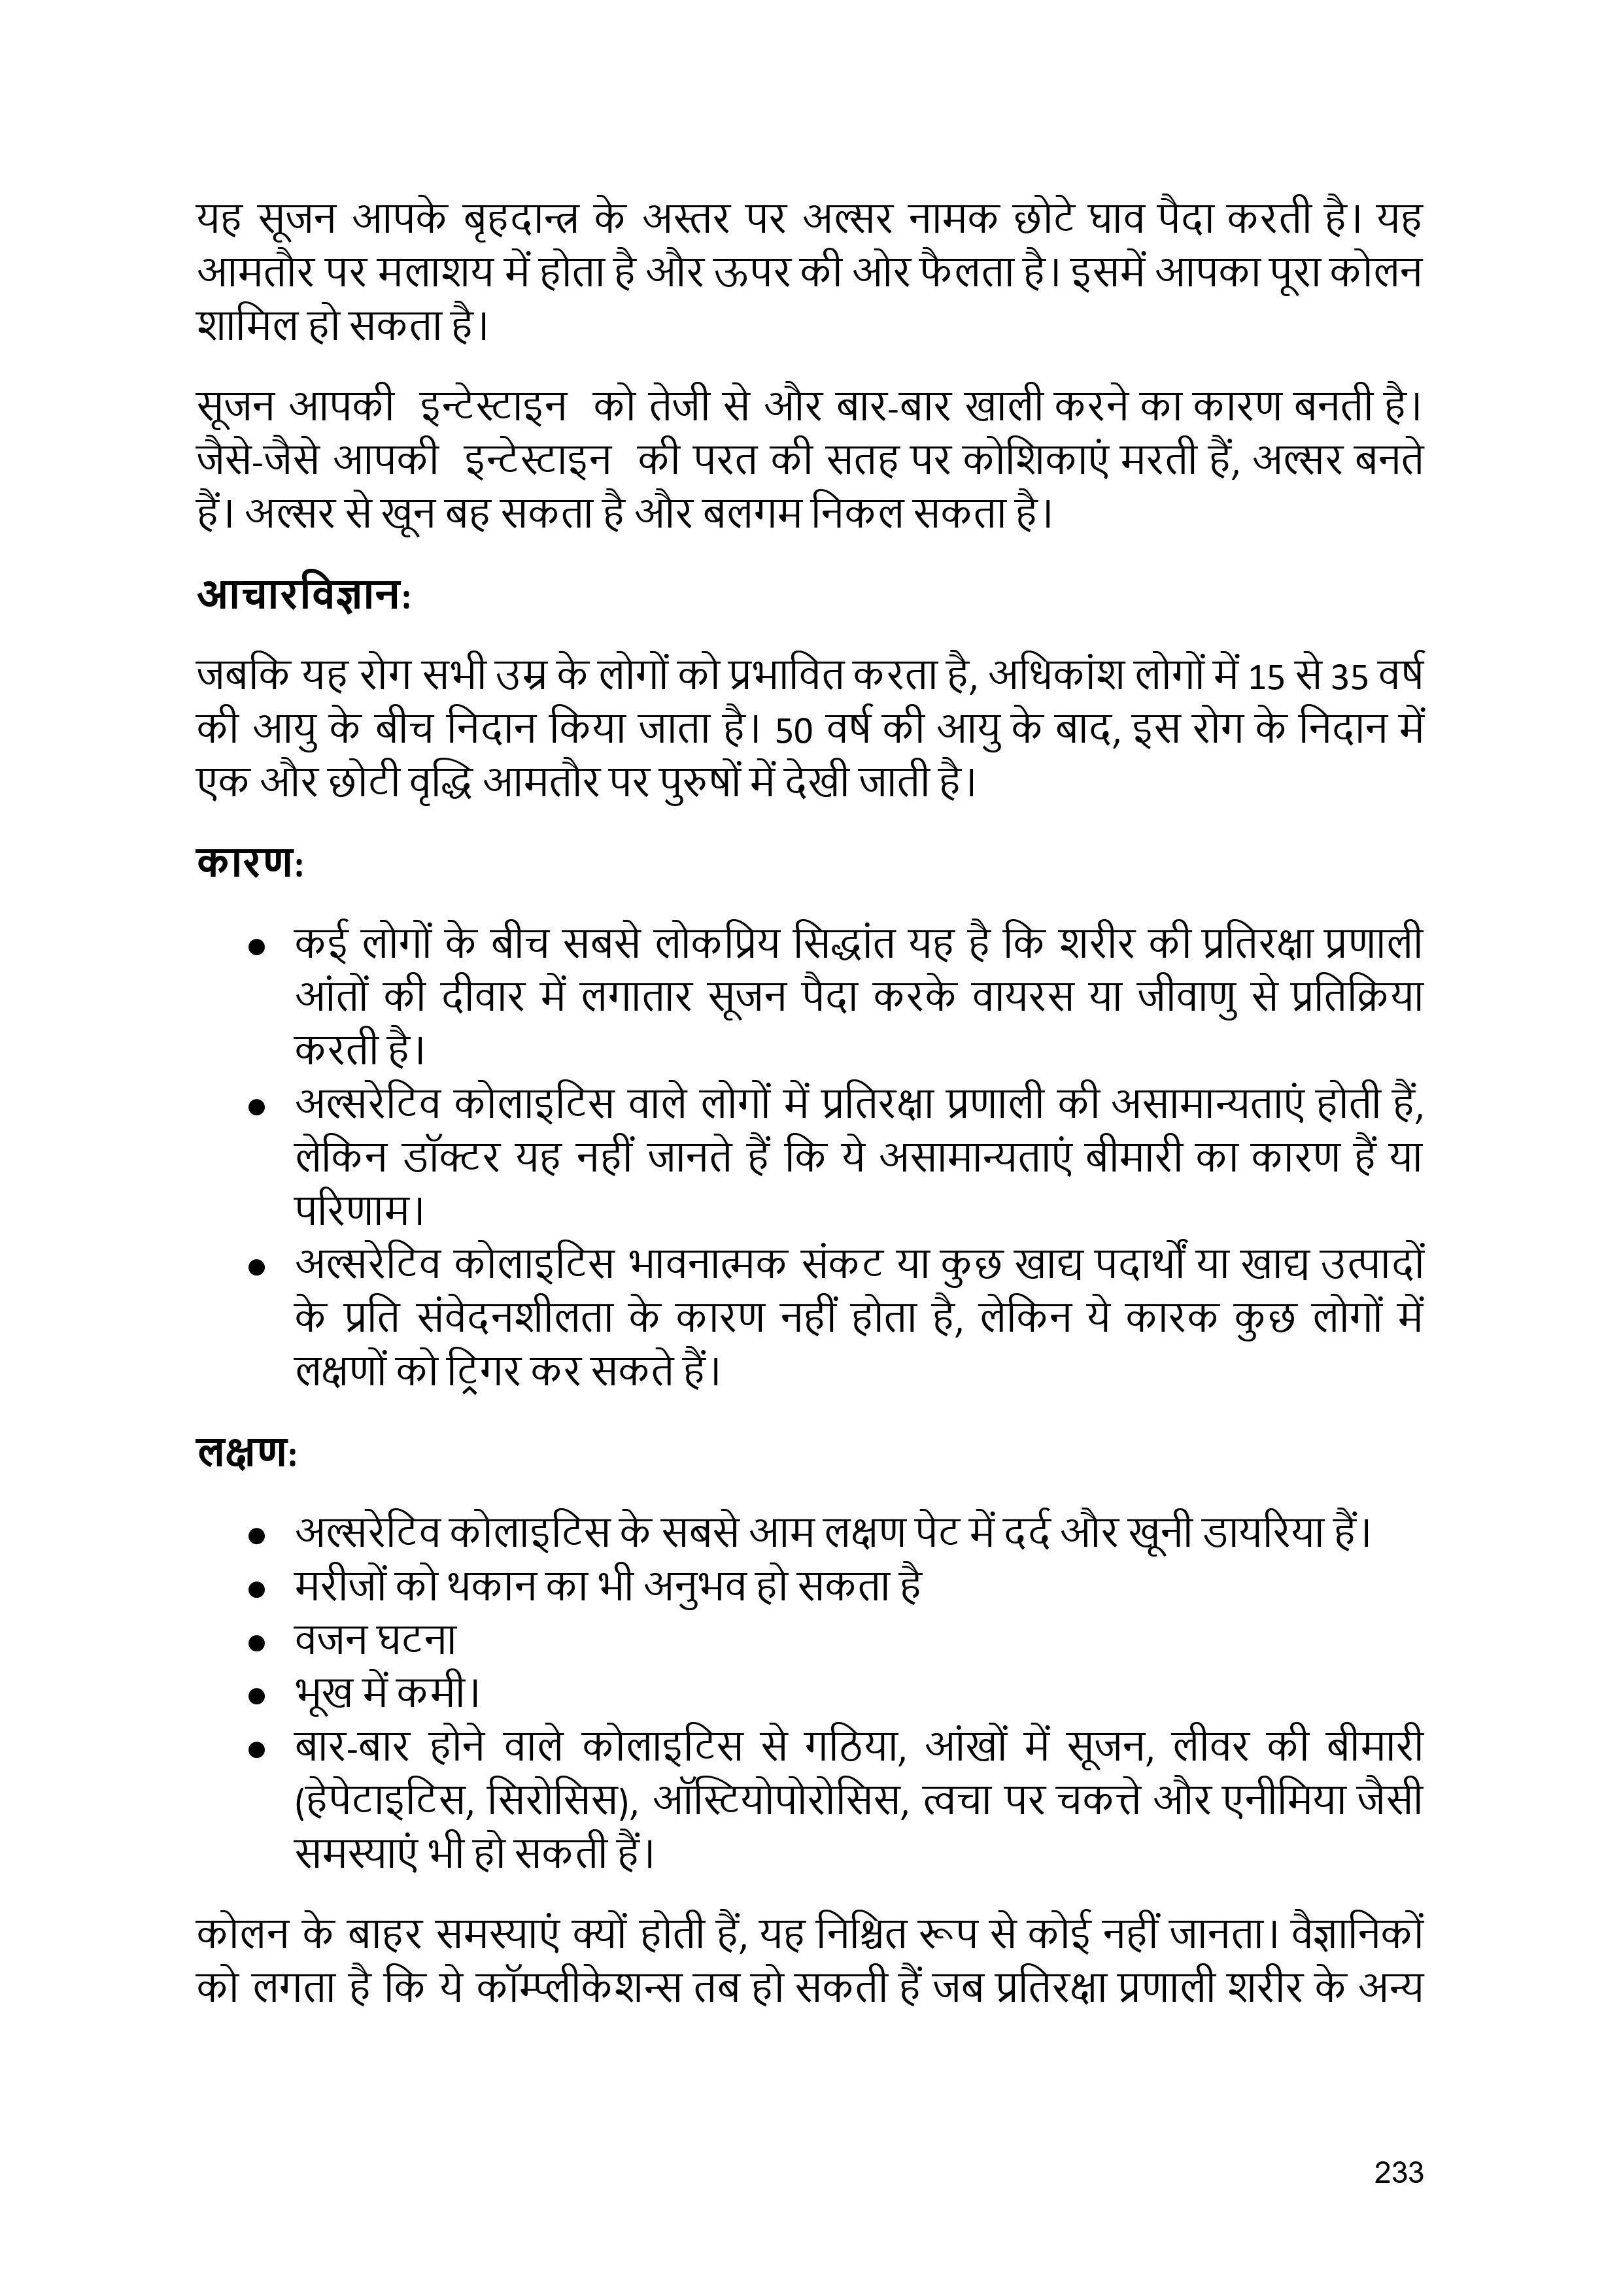 यह सूजन आपके बृहदान्त्र के अस्तर पर अल्सर नामक छोटे घाव पैदा करती है। यह
आमतौर पर मलाशय में होता है और ऊपर की ओर फैलता है। इसमें आपका पूरा कोलन
शामिल हो सकता है।
सूजन आपकी इन्टेस्टाइन को तेजी से और बार-बार खाली करने का कारण बनती है।
जैसे-जैसे आपकी इन्टेस्टाइन की परत की सतह पर कोशिकाएं मरती हैं, अल्सर बनते
हैं। अल्सर से खून बह सकता है और बलगम निकल सकता है।
आचारविज्ञान:
जबकि यह रोग सभी उम्र के लोगों को प्रभावित करता है, अधिकांश लोगों में 15 से 35 वर्ष
की आयु के बीच निदान किया जाता है। 50 वर्ष की आयु के बाद, इस रोग के निदान में
एक और छोटी वृद्धि आमतौर पर पुरुषों में देखी जाती है।
कारण:
● कई लोगों के बीच सबसे लोकप्रिय सिद्धांत यह है कि शरीर की प्रतिरक्षा प्रणाली
आंतों की दीवार में लगातार सूजन पैदा करके वायरस या जीवाणु से प्रतिक्रिया
करती है।
● अल्सरेटिव कोलाइटिस वाले लोगों में प्रतिरक्षा प्रणाली की असामान्यताएं होती हैं,
लेकिन डॉक्टर यह नहीं जानते हैं कि ये असामान्यताएं बीमारी का कारण हैं या
परिणाम।
● अल्सरेटिव कोलाइटिस भावनात्मक संकट या कुछ खाद्य पदार्थों या खाद्य उत्पादों
के प्रति संवेदनशीलता के कारण नहीं होता है, लेकिन ये कारक कुछ लोगों में
लक्षणों को ट्रिगर कर सकते हैं।
लक्षण:
● अल्सरेटिव कोलाइटिस के सबसे आम लक्षण पेट में दर्द और खूनी डायरिया हैं।
● मरीजों को थकान का भी अनुभव हो सकता है
● वजन घटना
● भूख में कमी।
● बार-बार होने वाले कोलाइटिस से गठिया, आंखों में सूजन, लीवर की बीमारी
(हेपेटाइटिस, सिरोसिस), ऑस्टियोपोरोसिस, त्वचा पर चकत्ते और एनीमिया जैसी
समस्याएं भी हो सकती हैं।
कोलन के बाहर समस्याएं क्यों होती हैं, यह निश्चित रूप से कोई नहीं जानता। वैज्ञानिकों
को लगता है कि ये कॉम्प्लीकेशन्स तब हो सकती हैं जब प्रतिरक्षा प्रणाली शरीर के अन्य
233